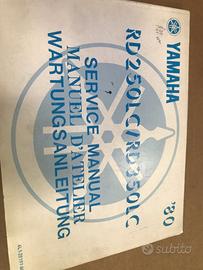 YAMAHA
'80
RD250LC/RD350LC
SERVICE MANUAL
MANUEL D'ATELIER
WARTUNGSANLEITUNG
subito